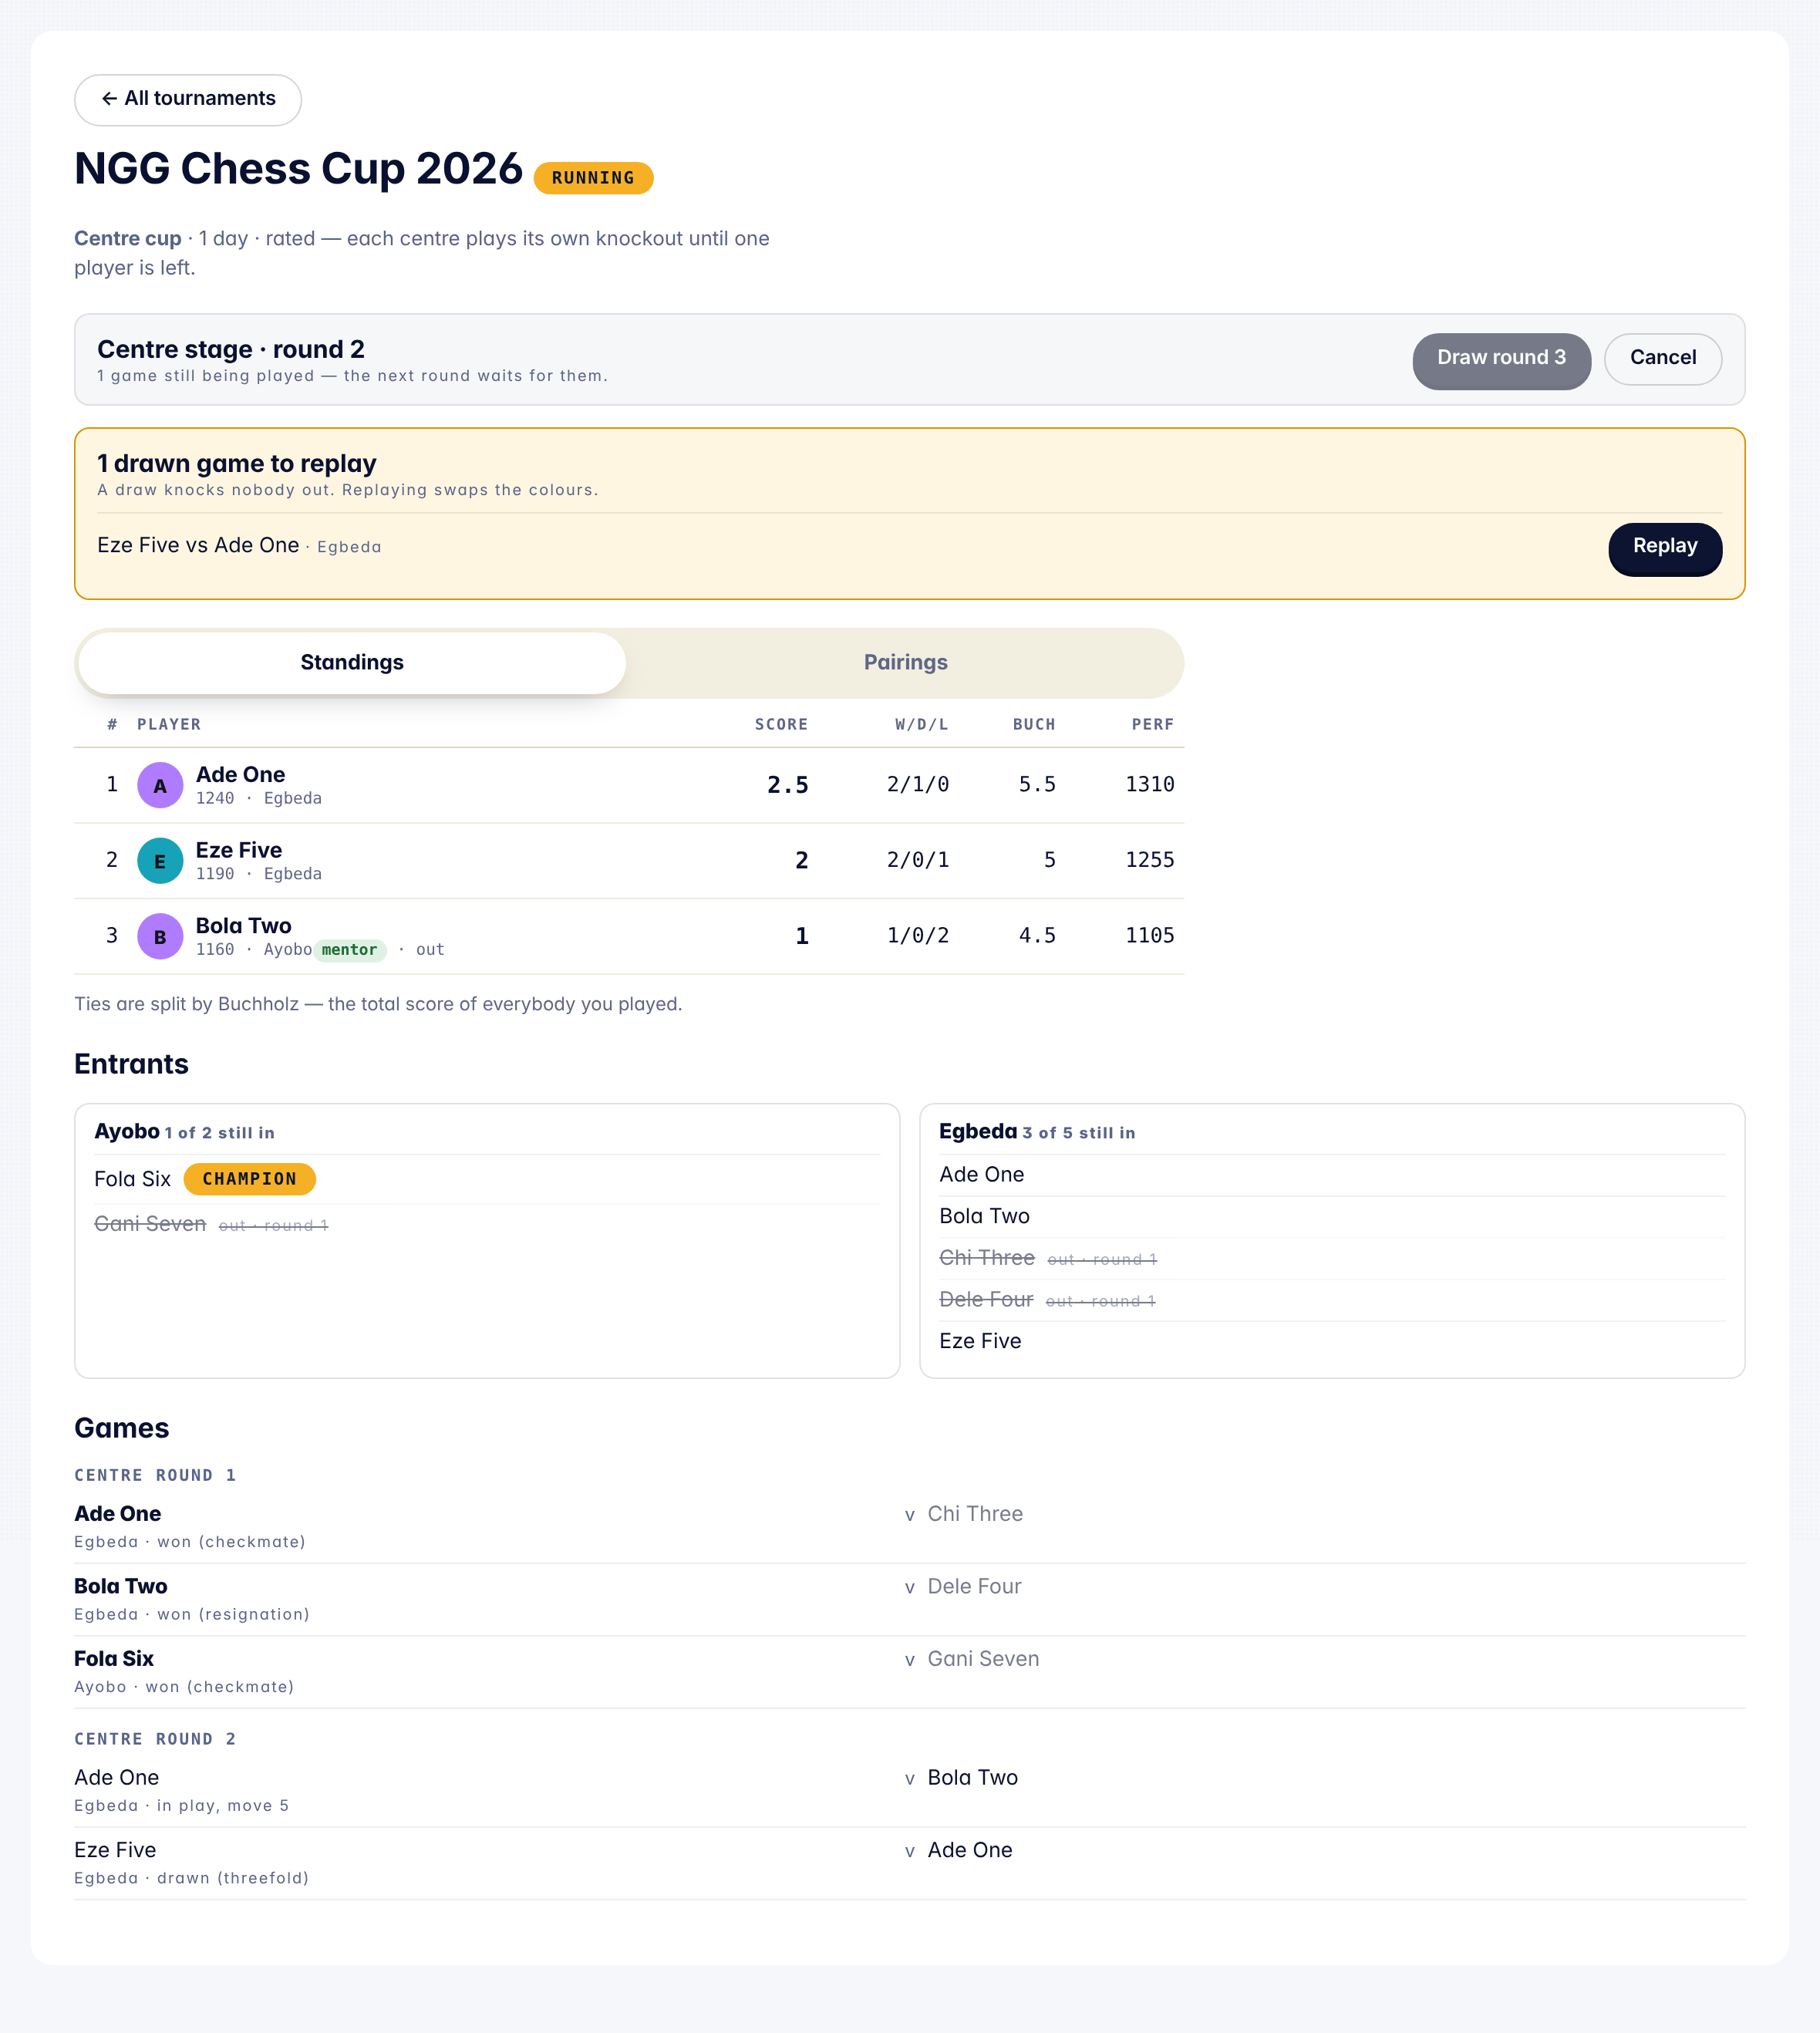 ← All tournaments
NGG Chess Cup 2026 RUNNING
Centre cup · 1 day · rated — each centre plays its own knockout until one
player is left.
Centre stage · round 2
1 game still being played — the next round waits for them.
Draw round 3 Cancel
1 drawn game to replay
A draw knocks nobody out. Replaying swaps the colours.
Eze Five vs Ade One · Egbeda
Replay
Standings Pairings
# PLAYER SCORE W/D/L BUCH PERF
1 A Ade One 2.5 2/1/0 5.5 1310
1240 · Egbeda
2 E Eze Five 2 2/0/1 5 1255
1190 · Egbeda
3 B Bola Two 1 1/0/2 4.5 1105
1160 · Ayobo mentor · out
Ties are split by Buchholz — the total score of everybody you played.
Entrants
Ayobo 1 of 2 still in
Fola Six CHAMPION
Gani Seven out · round 1
Egbeda 3 of 5 still in
Ade One
Bola Two
Chi Three out · round 1
Dele Four out · round 1
Eze Five
Games
CENTRE ROUND 1
Ade One v Chi Three
Egbeda · won (checkmate)
Bola Two v Dele Four
Egbeda · won (resignation)
Fola Six v Gani Seven
Ayobo · won (checkmate)
CENTRE ROUND 2
Ade One v Bola Two
Egbeda · in play, move 5
Eze Five v Ade One
Egbeda · drawn (threefold)